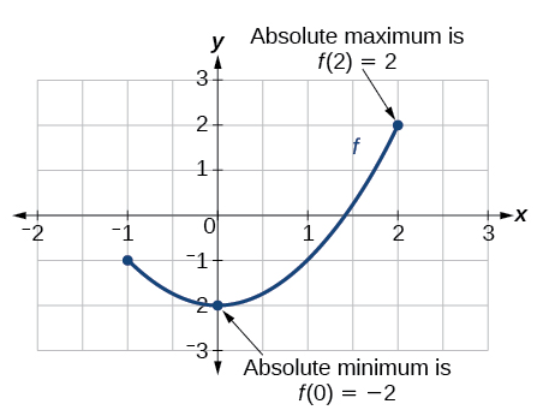 y
Absolute maximum is
f(2) = 2
3
2
f
1
-2 -1 0 1 2 3 x
-1
2
-3
Absolute minimum is
f(0) = −2